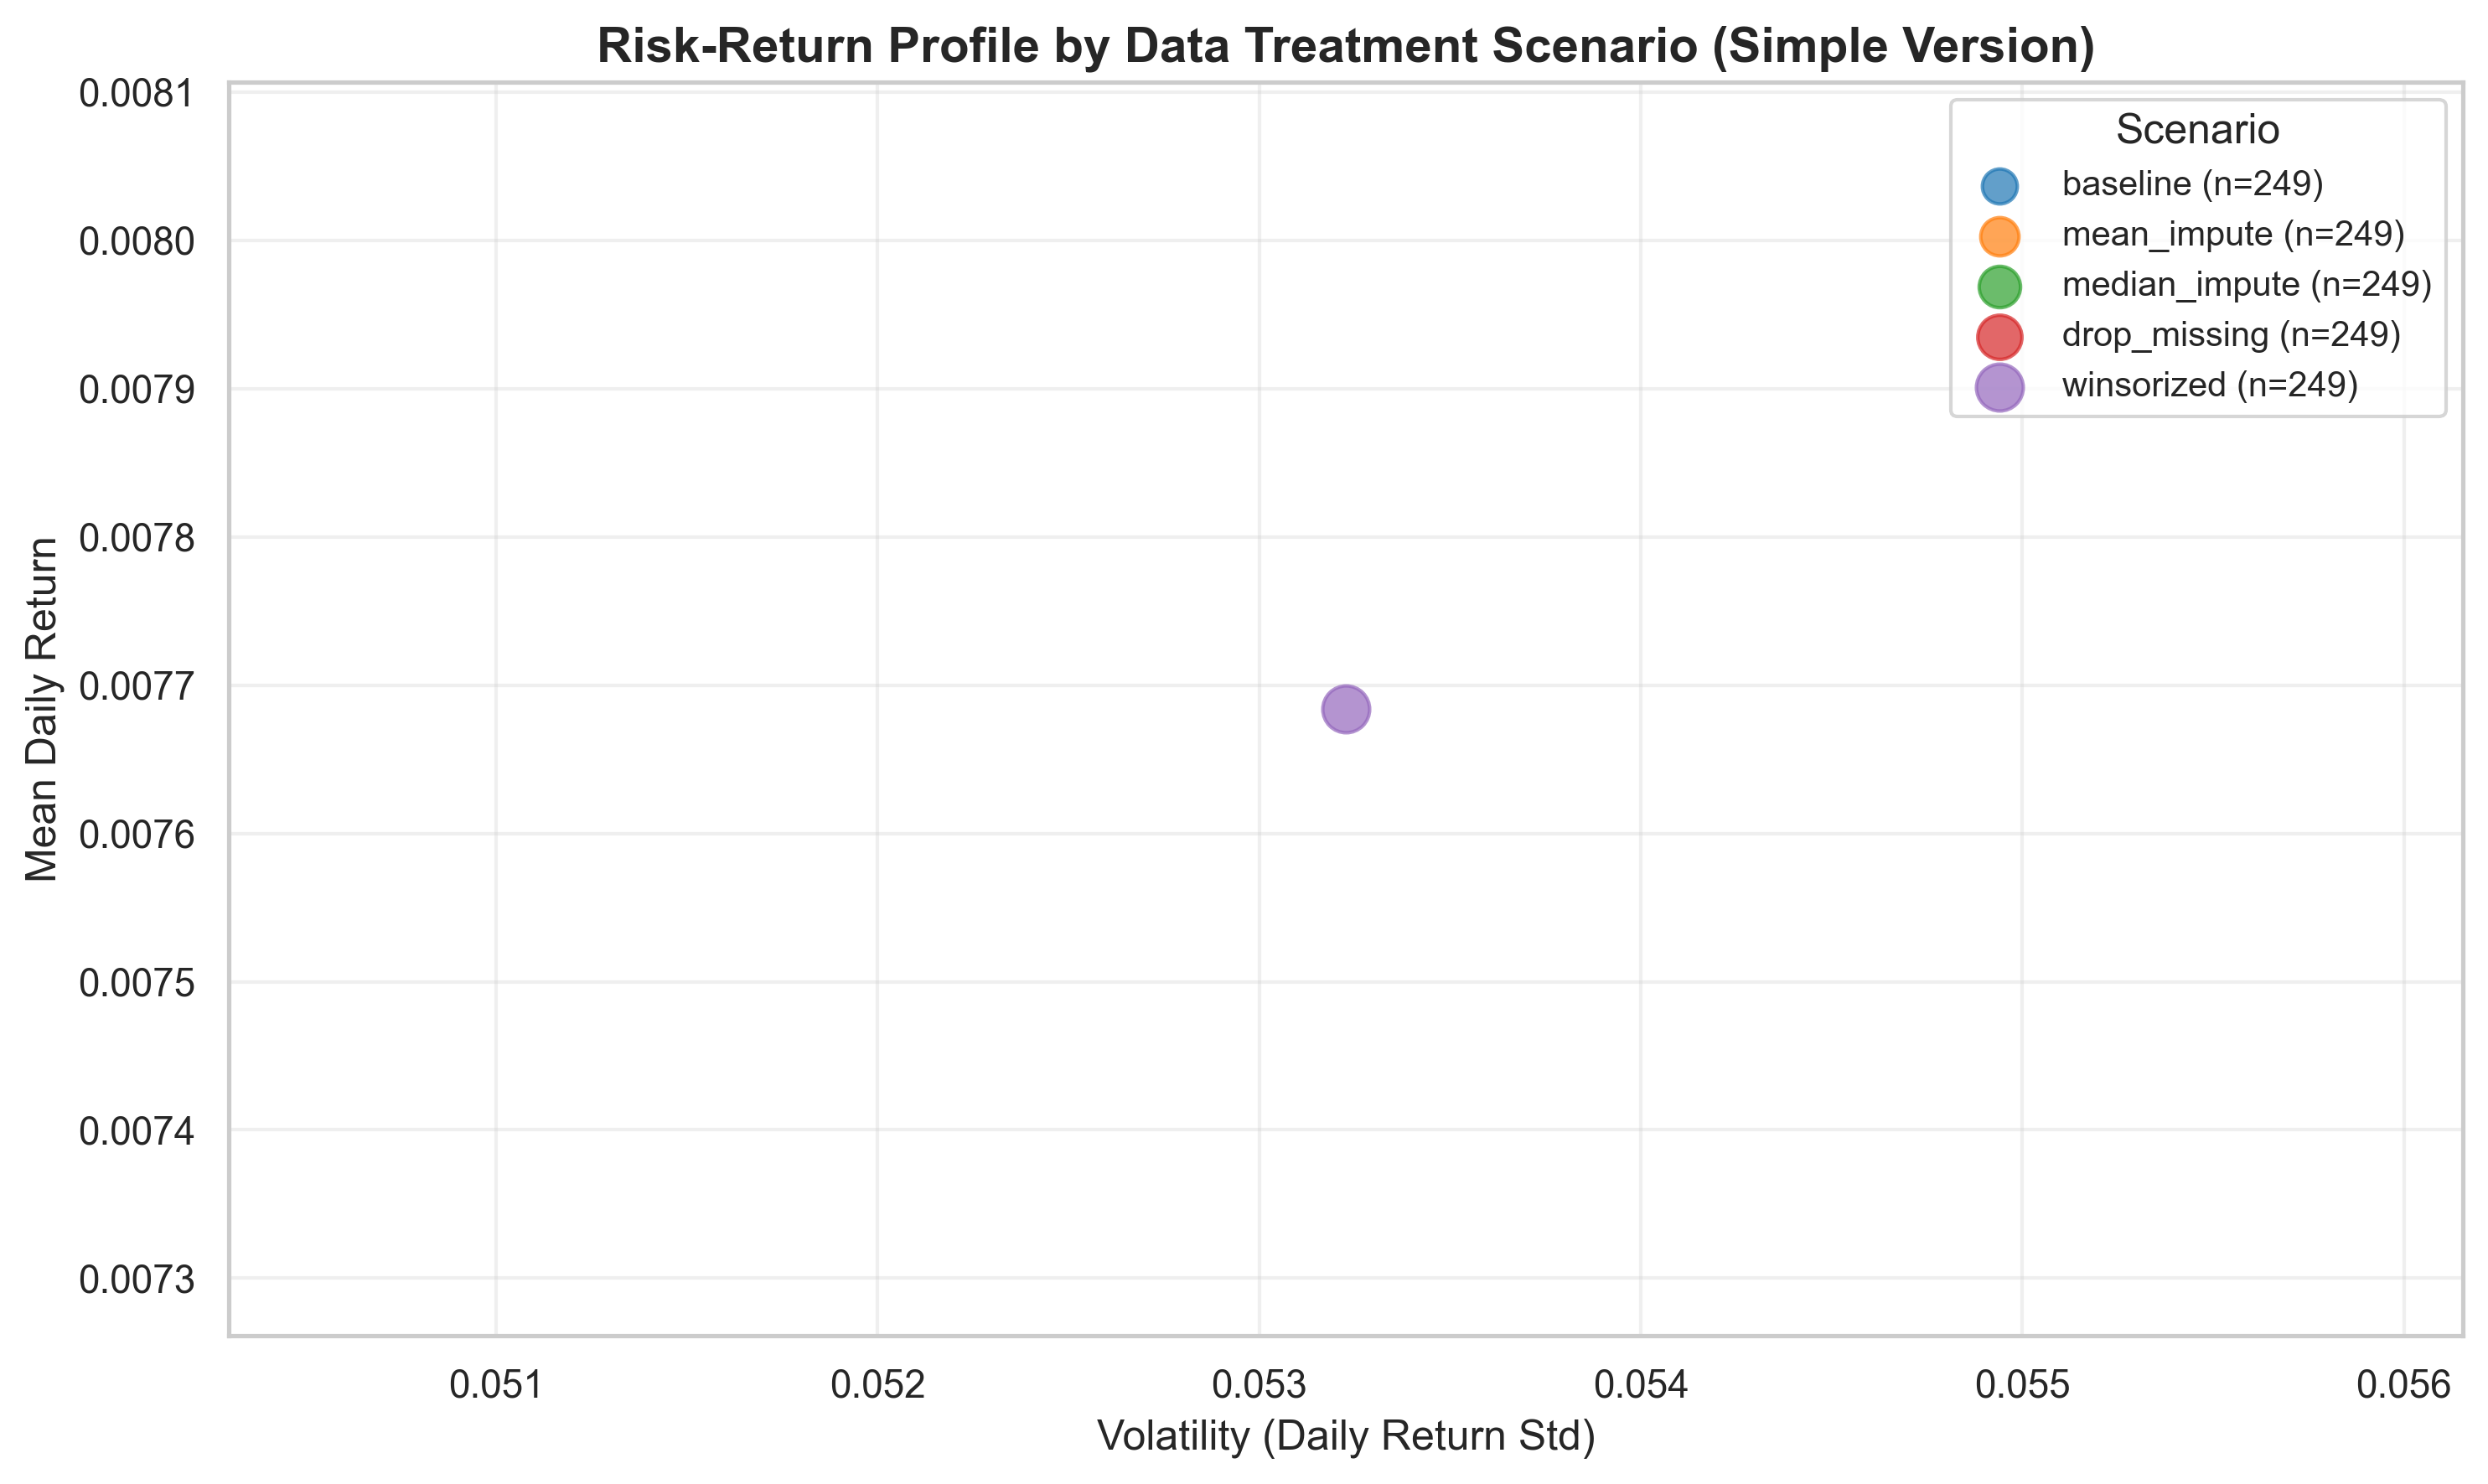 Risk-Return Profile by Data Treatment Scenario (Simple Version)
0.0081
0.0080
0.0079
0.0078
0.0077
0.0076
0.0075
0.0074
0.0073
Mean Daily Return
Scenario
baseline (n=249)
mean_impute (n=249)
median_impute (n=249)
drop_missing (n=249)
winsorized (n=249)
0.051 0.052 0.053 0.054 0.055 0.056
Volatility (Daily Return Std)